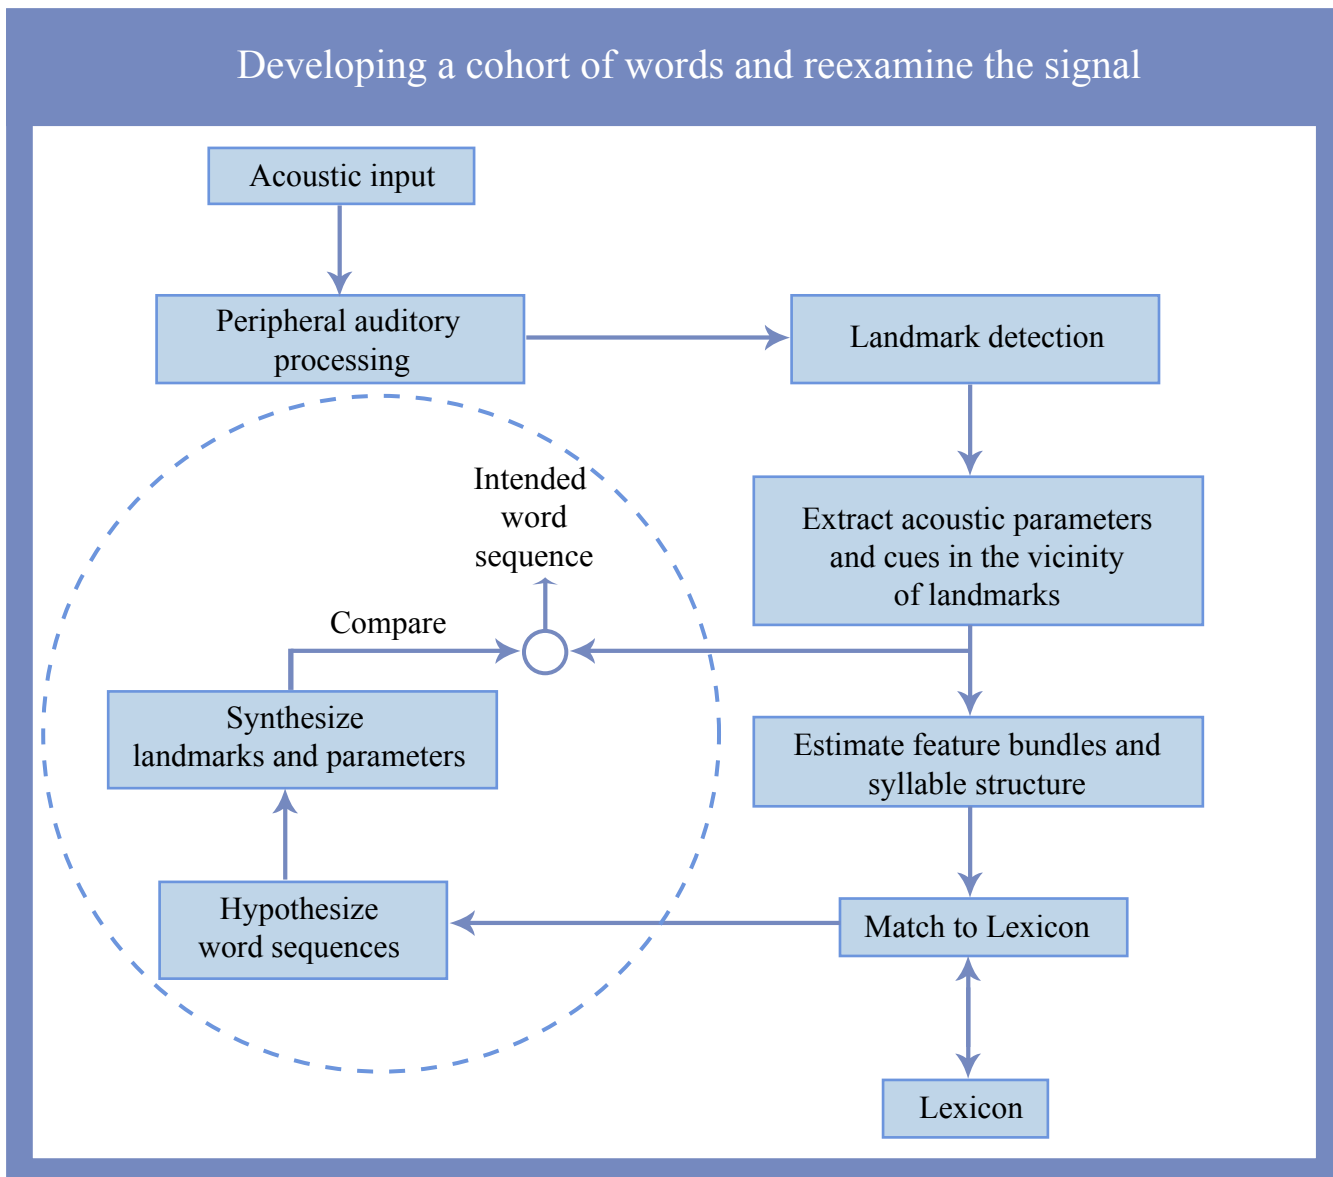 Developing a cohort of words and reexamine the signal
Acoustic input
Peripheral auditory
processing
Landmark detection
Extract acoustic parameters
and cues in the vicinity
of landmarks
Intended
word
sequence
Compare
Synthesize
landmarks and parameters
Estimate feature bundles and
syllable structure
Hypothesize
word sequences
Match to Lexicon
Lexicon